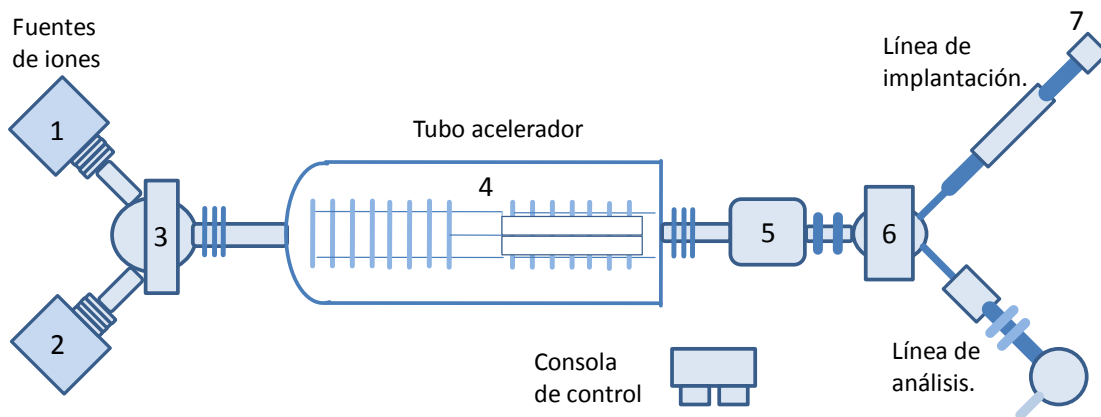 Fuentes
de iones
1
2
3
Tubo acelerador
4
5
6
Línea de
implantación.
7
Línea de
análisis.
Consola
de control